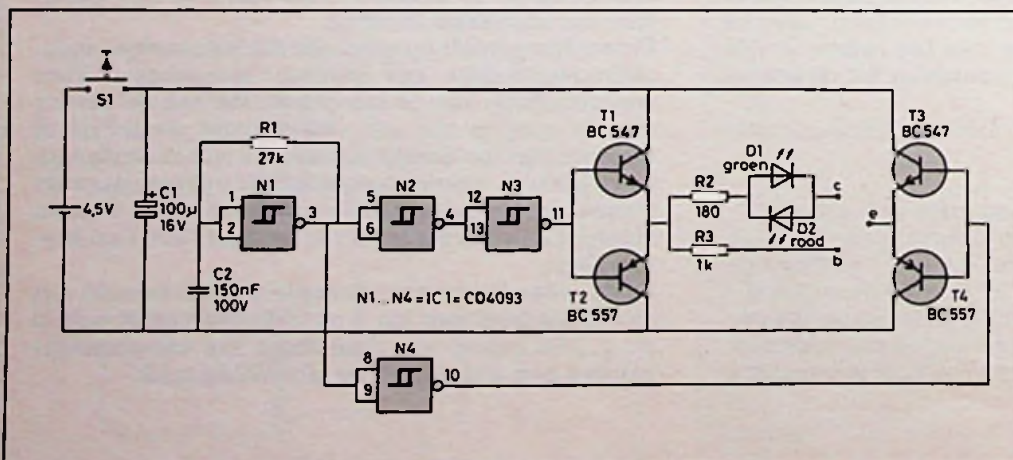 S1
T1
BC 547
T3
BC 547
R1
27k
D1
groen
C1
100µ
16V
N1
N2
N3
R2
180
c
4,5V
1
2
3
5
6
4
12
13
11
e
D2
rood
R3
1k
b
C2
150nF
100V
N1...N4 = IC1 = CD4093
T2
BC 557
T4
BC 557
N4
8
9
10